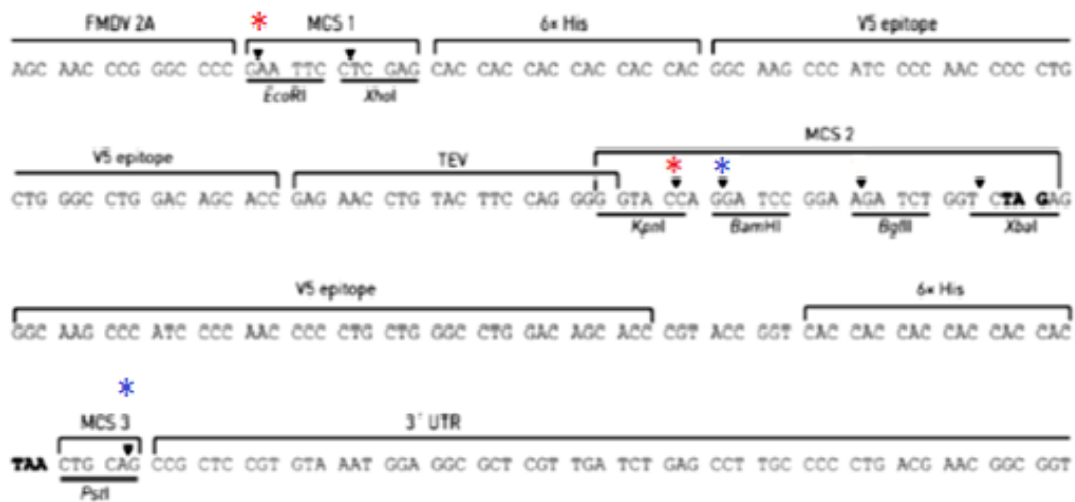 FMDV 2A MCS 1 6x His V5 epitope
AGC AAC CCG GGC CCC GAA TTC CTC GAG CAC CAC CAC CAC CAC CAC GGC AAG CCC ATC CCC AAC CCC CTG
EcoRI XhoI
MCS 2
V5 epitope TEV
CTG GGC CTG GAC AGC ACC GAG AAC CTG TAC TTC CAG GGG GTA CCA GGA TCC GGA AGA TCT GGT CTAGAG
KpnI BamHI BglII XbaI
V5 epitope 6x His
GGC AAG CCC ATC CCC AAC CCC CTG CTG GGC CTG GAC AGC ACC CGT ACC GGT CAC CAC CAC CAC CAC CAC
MCS 3 3´ UTR
TAA CTG CAG CCG CTC CGT GTA AAT GGA GGC GCT CGT TGA TCT GAG CCT TGC CCC CTG ACG AAC GGC GGT
PstI